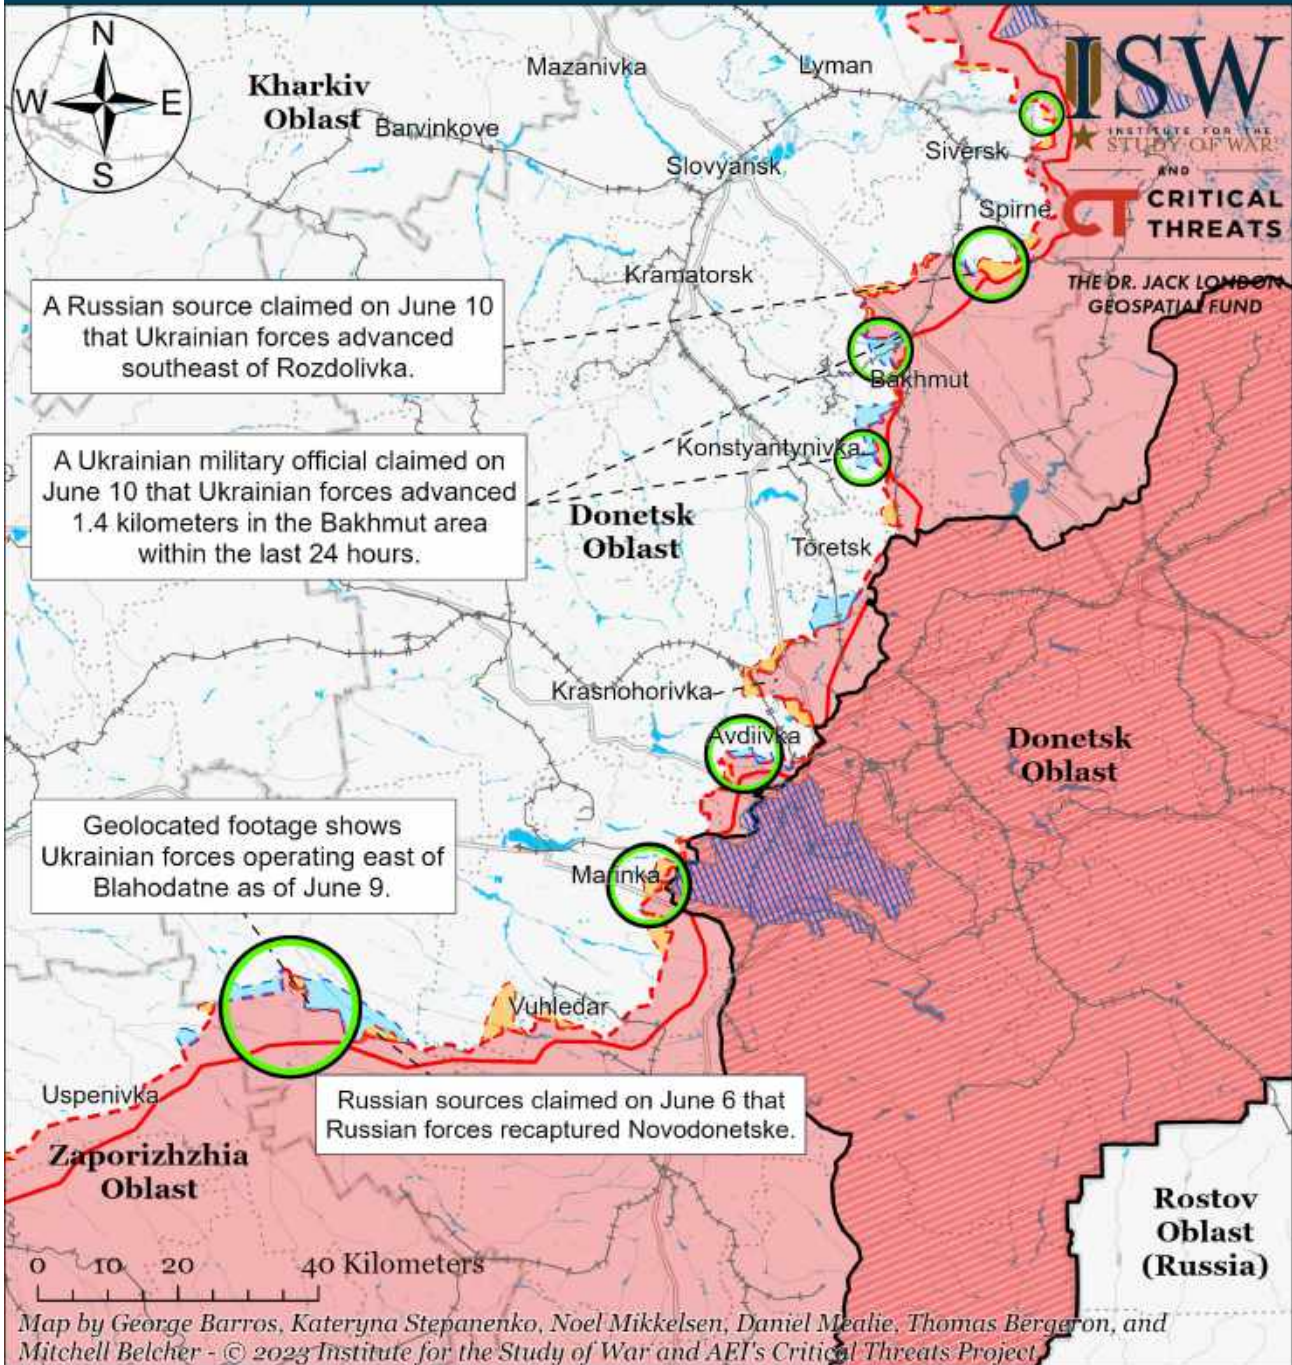 N
W
E
S
Kharkiv
Oblast
Mazanivka
Lyman
Barvinkove
ISW
INSTITUTE FOR THE
STUDY OF WAR
AND
CT CRITICAL
THREATS
THE DR. JACK LONDON
GEOSPATIAL FUND
Siversk
Slovyansk
Spirne
Kramatorsk
A Russian source claimed on June 10
that Ukrainian forces advanced
southeast of Rozdolivka.
Bakhmut
Konstyantynivka
A Ukrainian military official claimed on
June 10 that Ukrainian forces advanced
1.4 kilometers in the Bakhmut area
within the last 24 hours.
Donetsk
Oblast
Toretsk
Krasnohorivka
Avdiivka
Donetsk
Oblast
Geolocated footage shows
Ukrainian forces operating east of
Blahodatne as of June 9.
Marinka
Vuhledar
Uspenivka
Russian sources claimed on June 6 that
Russian forces recaptured Novodonetske.
Zaporizhzhia
Oblast
Rostov
Oblast
(Russia)
0 10 20 40 Kilometers
Map by George Barros, Kateryna Stepanenko, Noel Mikkelsen, Daniel Mealie, Thomas Bergeron, and
Mitchell Belcher - © 2023 Institute for the Study of War and AEI's Critical Threats Project